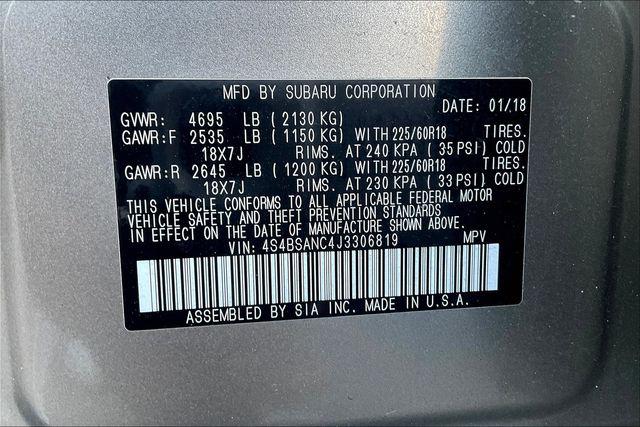 MFD BY SUBARU CORPORATION
DATE: 01/18
GVWR: 4695 LB ( 2130 KG)
GAWR:F 2535 LB ( 1150 KG) WITH 225/60R18 TIRES.
18X7J RIMS. AT 240 KPA ( 35 PSI) COLD
GAWR:R 2645 LB ( 1200 KG) WITH 225/60R18 TIRES.
18X7J RIMS. AT 230 KPA ( 33 PSI) COLD
THIS VEHICLE CONFORMS TO ALL APPLICABLE FEDERAL MOTOR
VEHICLE SAFETY AND THEFT PREVENTION STANDARDS
IN EFFECT ON THE DATE OF MANUFACTURE SHOWN ABOVE.
VIN: 4S4BSANC4J3306819 MPV
ASSEMBLED BY SIA INC. MADE IN U.S.A.